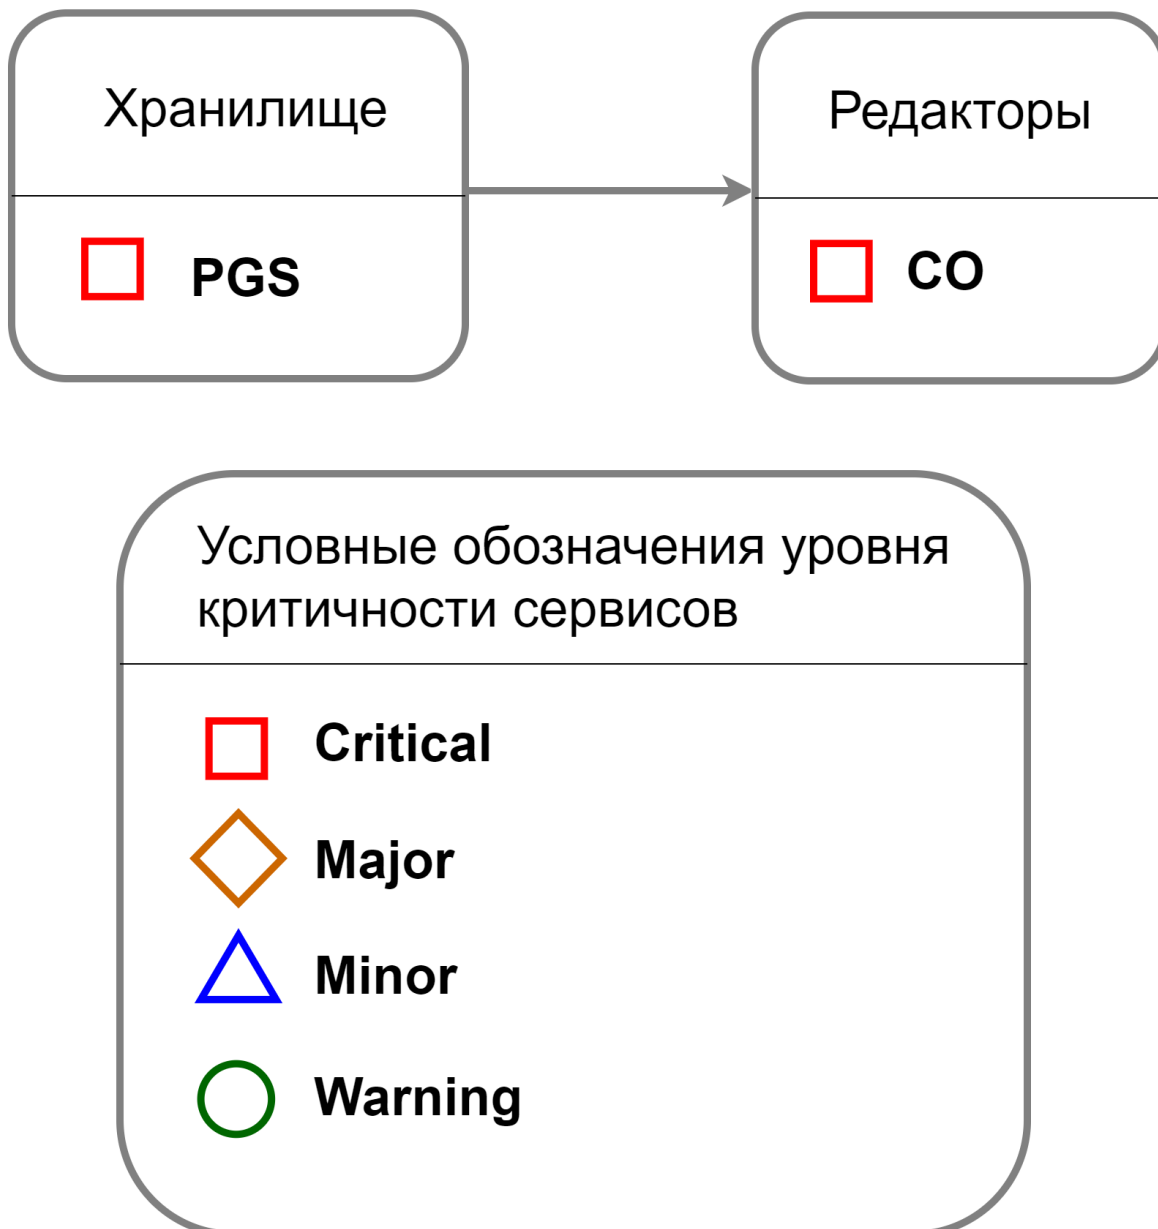 Хранилище
Редакторы
PGS
CO
Условные обозначения уровня
критичности сервисов
Critical
Major
Minor
Warning